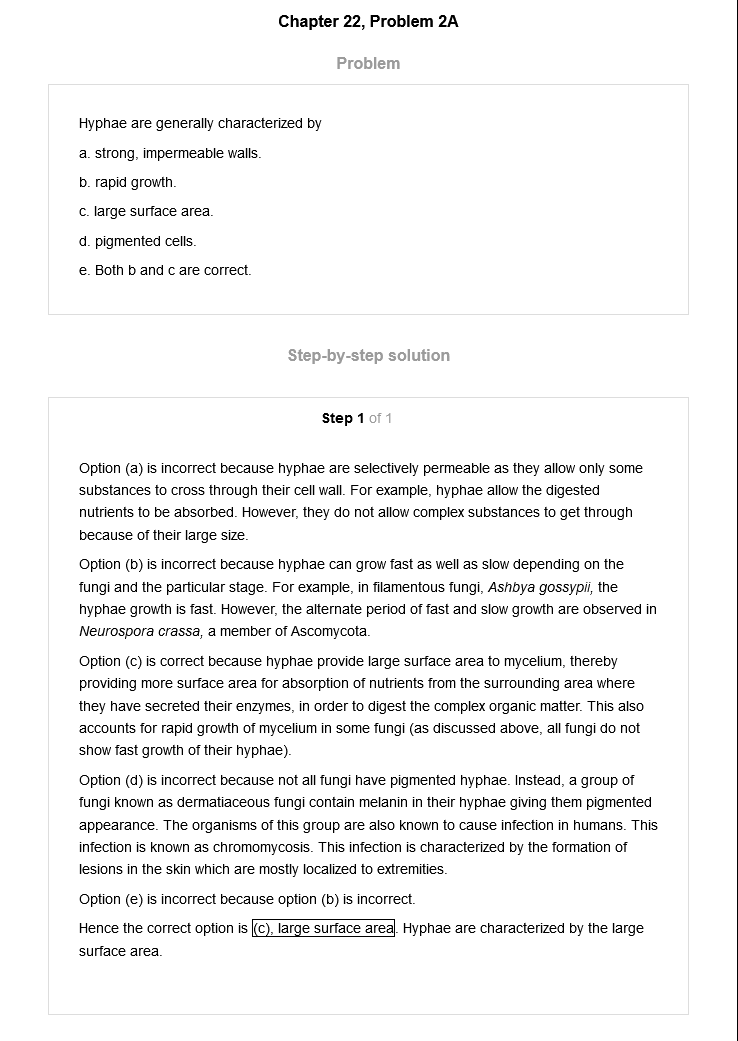 Chapter 22, Problem 2A
Problem
Hyphae are generally characterized by
a. strong, impermeable walls.
b. rapid growth.
c. large surface area.
d. pigmented cells.
e. Both b and c are correct.
Step-by-step solution
Step 1 of 1
Option (a) is incorrect because hyphae are selectively permeable as they allow only some
substances to cross through their cell wall. For example, hyphae allow the digested
nutrients to be absorbed. However, they do not allow complex substances to get through
because of their large size.
Option (b) is incorrect because hyphae can grow fast as well as slow depending on the
fungi and the particular stage. For example, in filamentous fungi, Ashbya gossypii, the
hyphae growth is fast. However, the alternate period of fast and slow growth are observed in
Neurospora crassa, a member of Ascomycota.
Option (c) is correct because hyphae provide large surface area to mycelium, thereby
providing more surface area for absorption of nutrients from the surrounding area where
they have secreted their enzymes, in order to digest the complex organic matter. This also
accounts for rapid growth of mycelium in some fungi (as discussed above, all fungi do not
show fast growth of their hyphae).
Option (d) is incorrect because not all fungi have pigmented hyphae. Instead, a group of
fungi known as dermatiaceous fungi contain melanin in their hyphae giving them pigmented
appearance. The organisms of this group are also known to cause infection in humans. This
infection is known as chromomycosis. This infection is characterized by the formation of
lesions in the skin which are mostly localized to extremities.
Option (e) is incorrect because option (b) is incorrect.
Hence the correct option is (c), large surface area. Hyphae are characterized by the large
surface area.